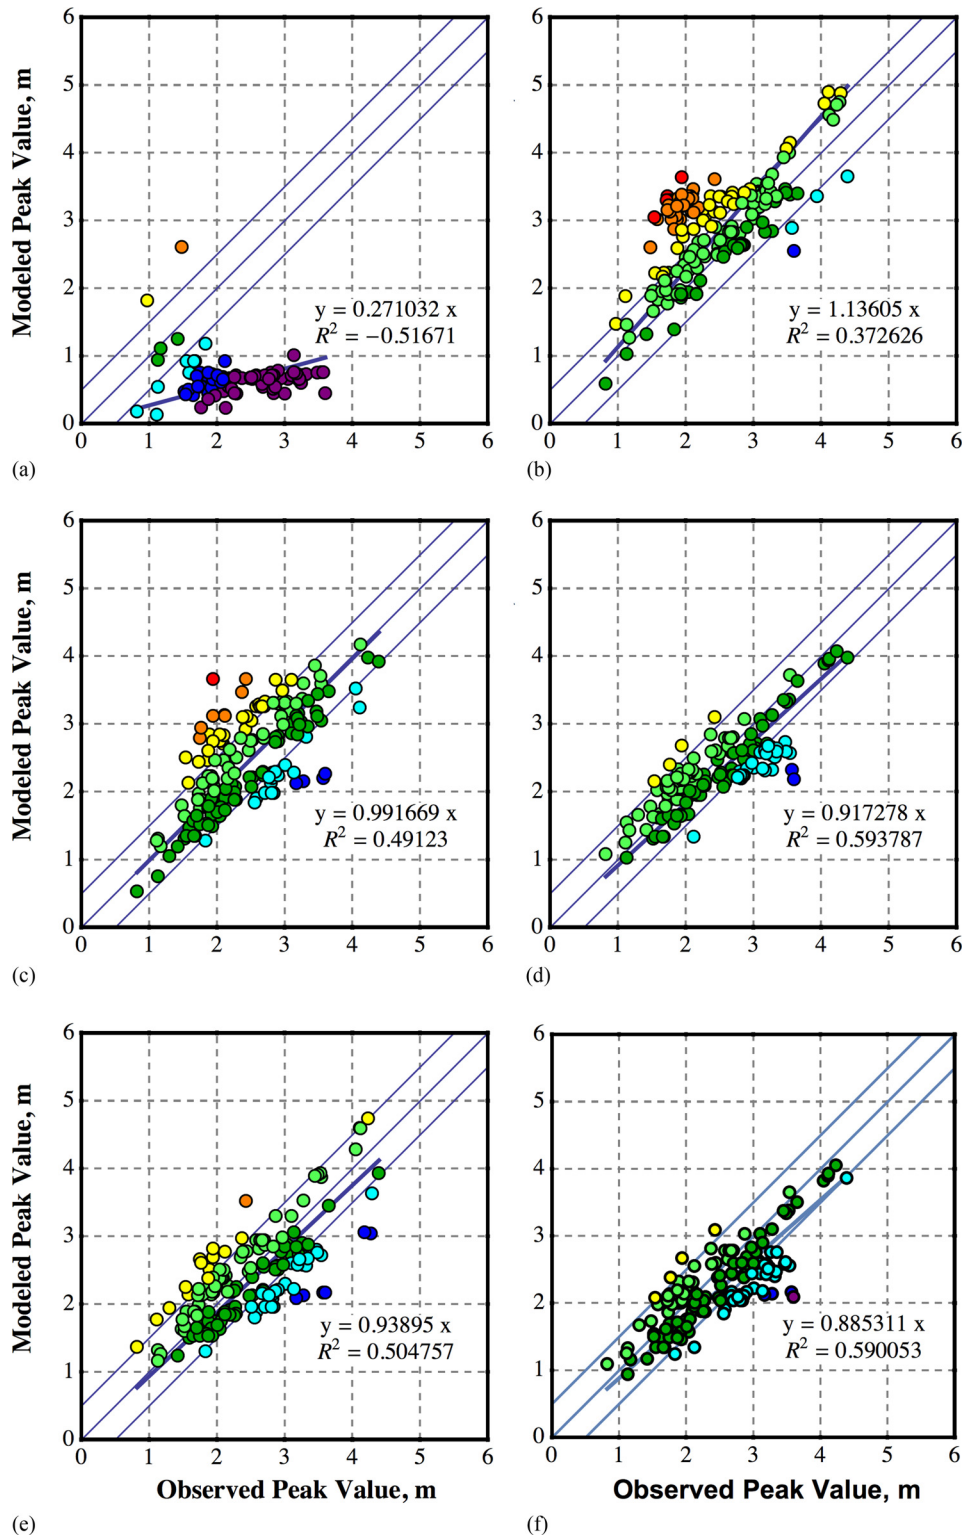 6 6
5 5
4 4
3 3
2 2
y = 0.271032 x y = 1.13605 x
R² = −0.51671 R² = 0.372626
1 1
0 0
0 1 2 3 4 5 6 0 1 2 3 4 5 6
Modeled Peak Value, m
(a) (b)
6 6
5 5
4 4
3 3
2 2
y = 0.991669 x y = 0.917278 x
R² = 0.49123 R² = 0.593787
1 1
0 0
0 1 2 3 4 5 6 0 1 2 3 4 5 6
Modeled Peak Value, m
(c) (d)
6 6
5 5
4 4
3 3
2 2
y = 0.93895 x y = 0.885311 x
R² = 0.504757 R² = 0.590053
1 1
0 0
0 1 2 3 4 5 6 0 1 2 3 4 5 6
Modeled Peak Value, m
Observed Peak Value, m Observed Peak Value, m
(e) (f)